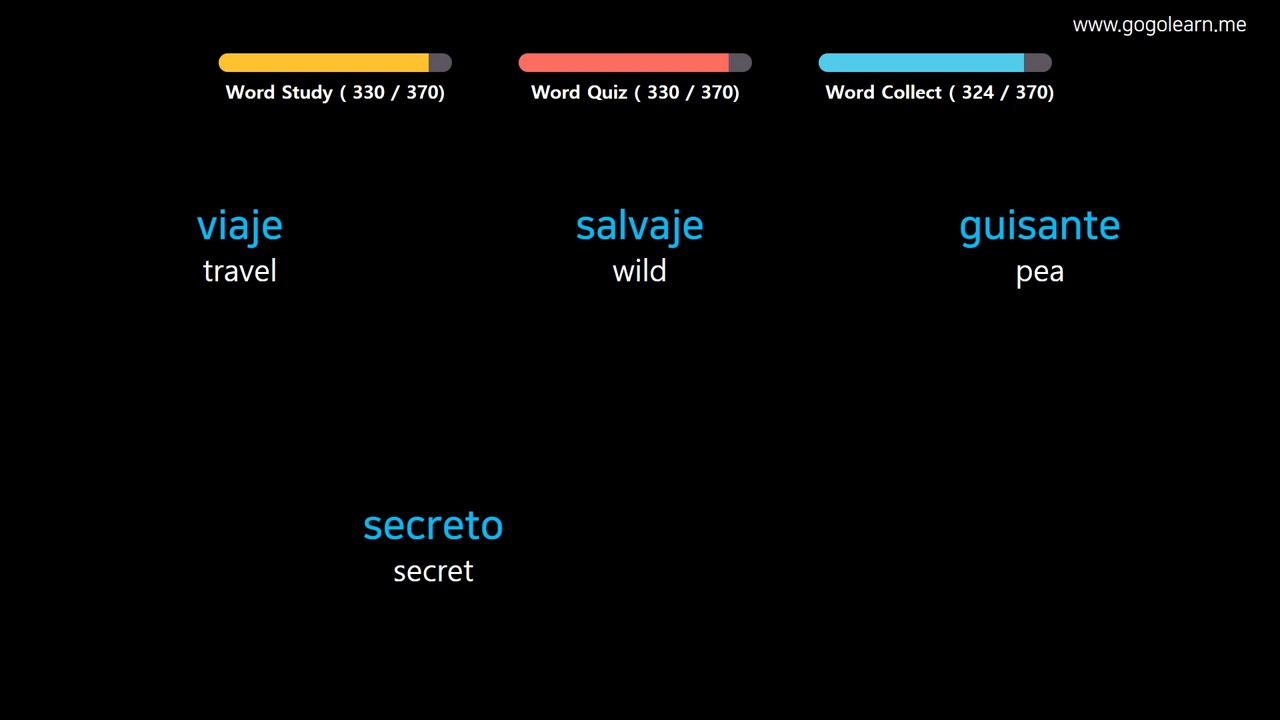 www.gogolearn.me
Word Study ( 330 / 370)
Word Quiz ( 330 / 370)
Word Collect ( 324 / 370)
viaje
travel
salvaje
wild
guisante
pea
secreto
secret